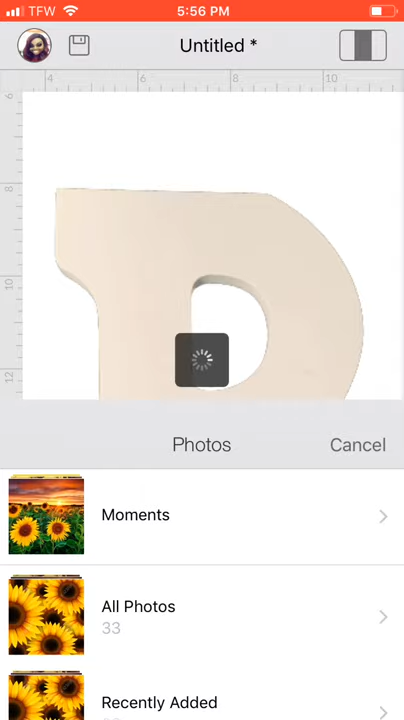 TFW
5:56 PM
Untitled *
4 6 8 10
6
8
10
12
Photos
Cancel
Moments
All Photos
33
Recently Added